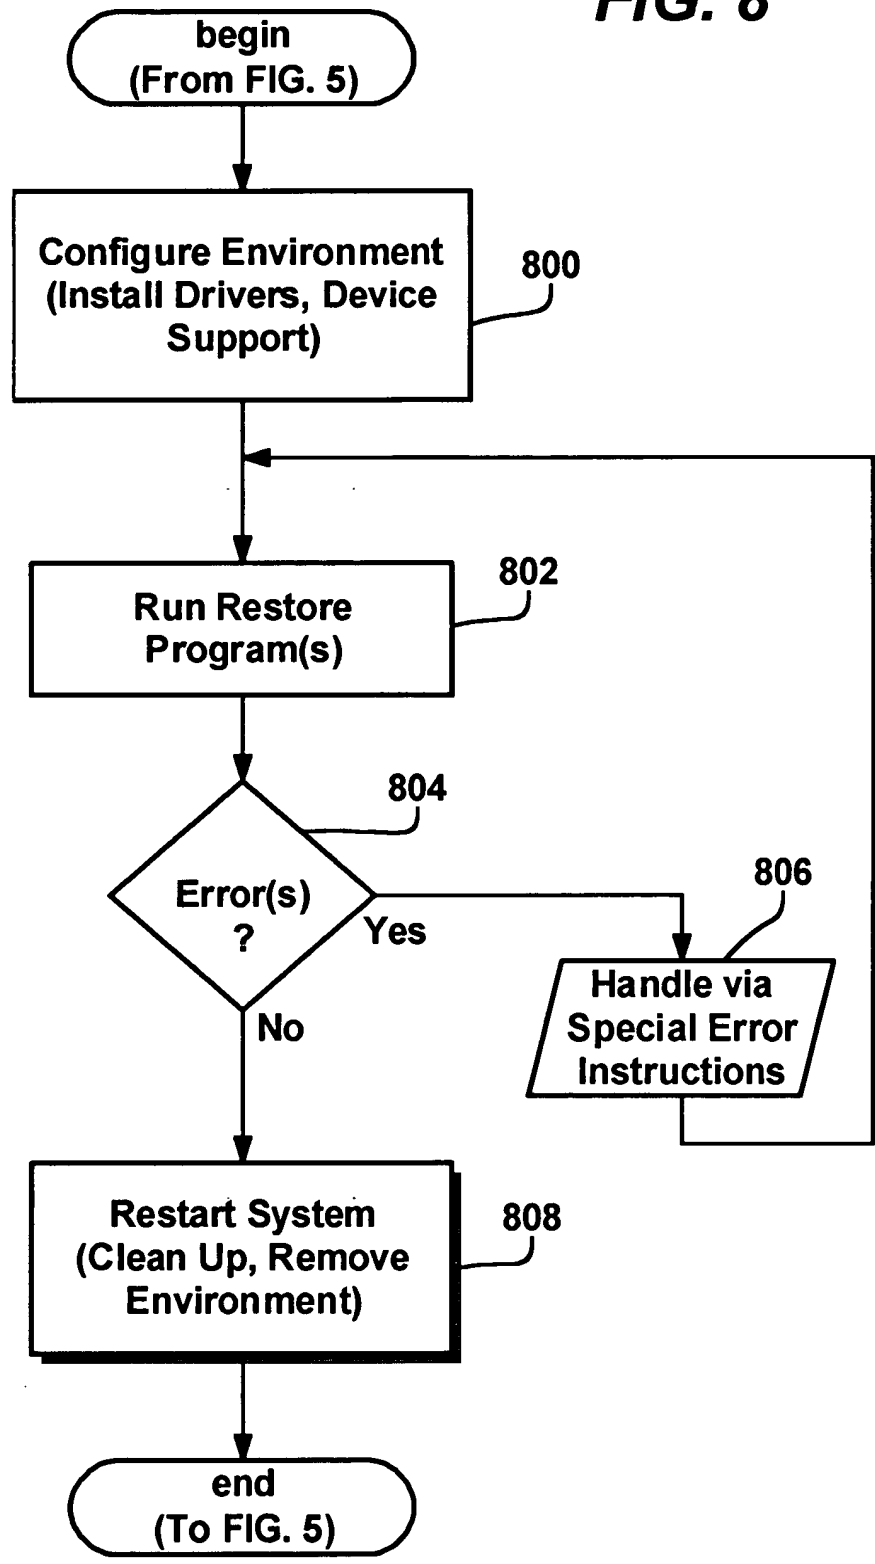 FIG. 8
begin
(From FIG. 5)
Configure Environment
(Install Drivers, Device
Support)
800
Run Restore
Program(s)
802
804
Error(s)
?
Yes
806
Handle via
Special Error
Instructions
No
Restart System
(Clean Up, Remove
Environment)
808
end
(To FIG. 5)